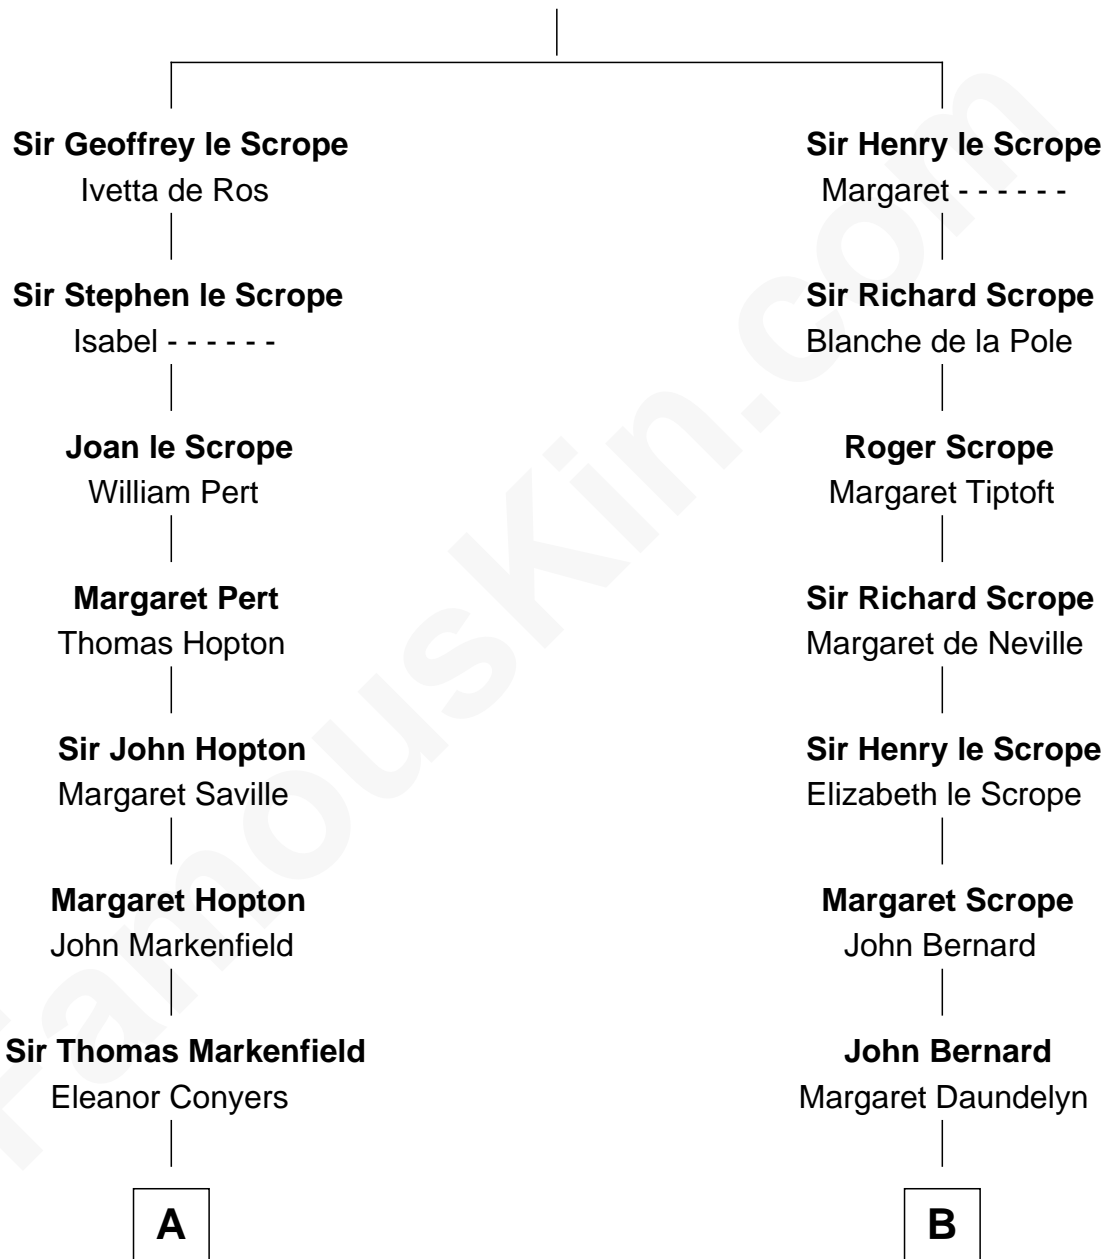 Sir Geoffrey le Scrope
Ivetta de Ros
Sir Stephen le Scrope
Isabel - - - - - -
Joan le Scrope
William Pert
Margaret Pert
Thomas Hopton
Sir John Hopton
Margaret Saville
Margaret Hopton
John Markenfield
Sir Thomas Markenfield
Eleanor Conyers
A
Sir Henry le Scrope
Margaret - - - - - -
Sir Richard Scrope
Blanche de la Pole
Roger Scrope
Margaret Tiptoft
Sir Richard Scrope
Margaret de Neville
Sir Henry le Scrope
Elizabeth le Scrope
Margaret Scrope
John Bernard
John Bernard
Margaret Daundelyn
B
FamousKin.com